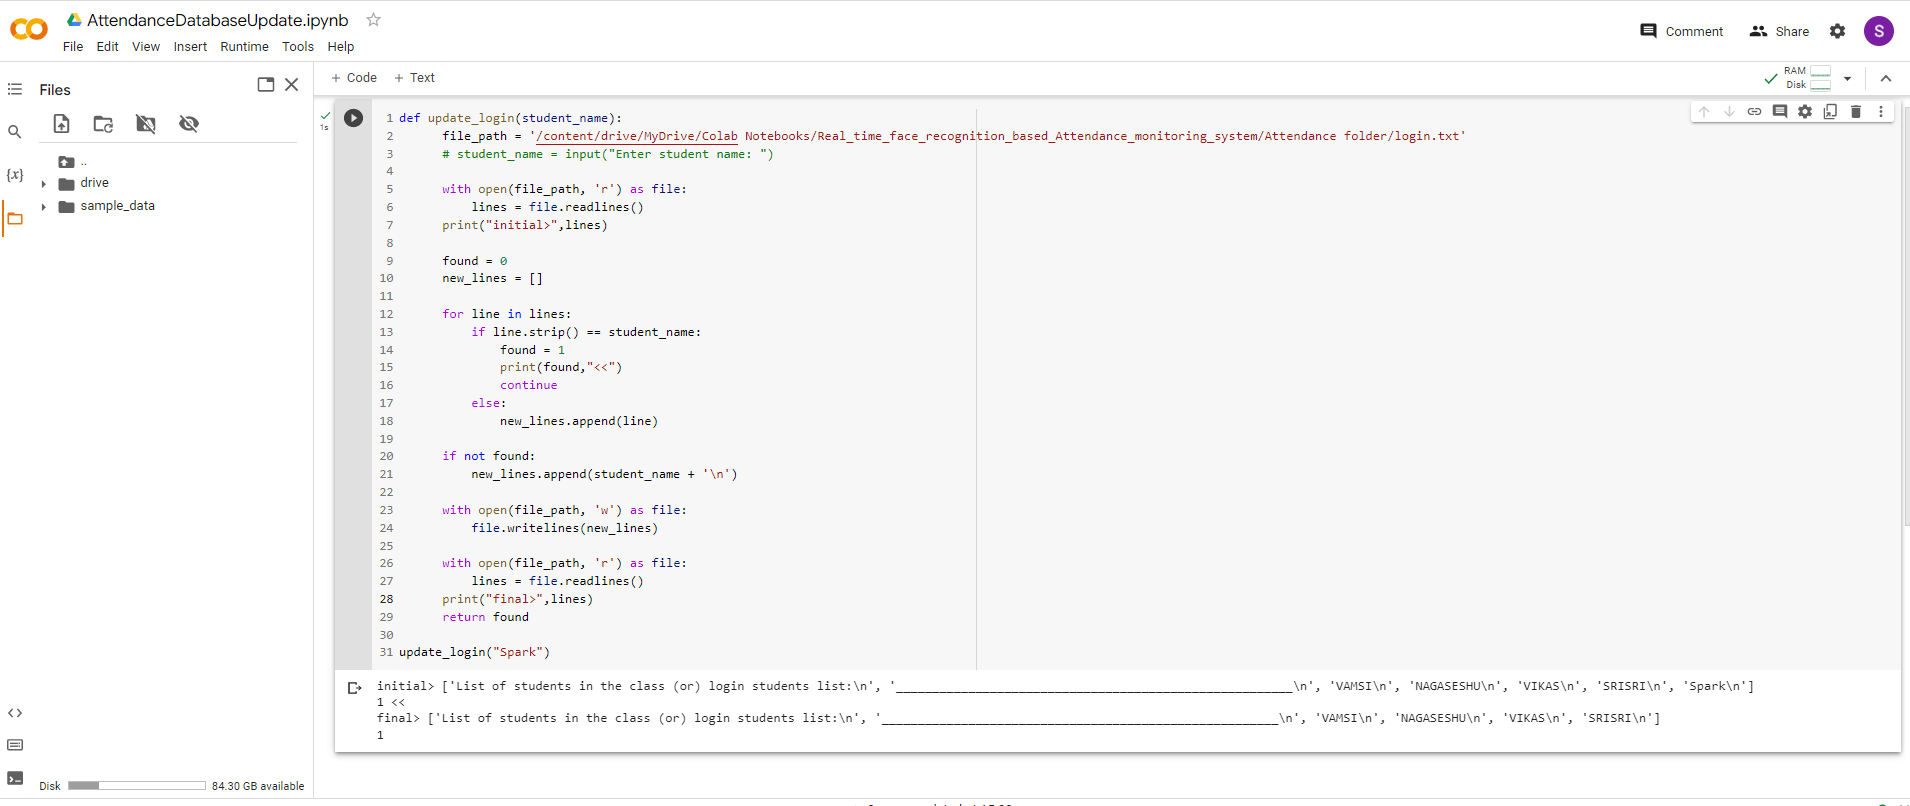 AttendanceDatabaseUpdate.ipynb
File Edit View Insert Runtime Tools Help
Comment Share S
Files
+ Code + Text
RAM
Disk
..
drive
sample_data
{x}
1s
1 def update_login(student_name):
2 file_path = '/content/drive/MyDrive/Colab Notebooks/Real_time_face_recognition_based_Attendance_monitoring_system/Attendance folder/login.txt'
3 # student_name = input("Enter student name: ")
4
5 with open(file_path, 'r') as file:
6 lines = file.readlines()
7 print("initial>",lines)
8
9 found = 0
10 new_lines = []
11
12 for line in lines:
13 if line.strip() == student_name:
14 found = 1
15 print(found,"<<")
16 continue
17 else:
18 new_lines.append(line)
19
20 if not found:
21 new_lines.append(student_name + '\n')
22
23 with open(file_path, 'w') as file:
24 file.writelines(new_lines)
25
26 with open(file_path, 'r') as file:
27 lines = file.readlines()
28 print("final>",lines)
29 return found
30
31 update_login("Spark")
initial> ['List of students in the class (or) login students list:\n', '_______________________________________________________\n', 'VAMSI\n', 'NAGASESHU\n', 'VIKAS\n', 'SRISRI\n', 'Spark\n']
1 <<
final> ['List of students in the class (or) login students list:\n', '_______________________________________________________\n', 'VAMSI\n', 'NAGASESHU\n', 'VIKAS\n', 'SRISRI\n']
1
Disk 84.30 GB available